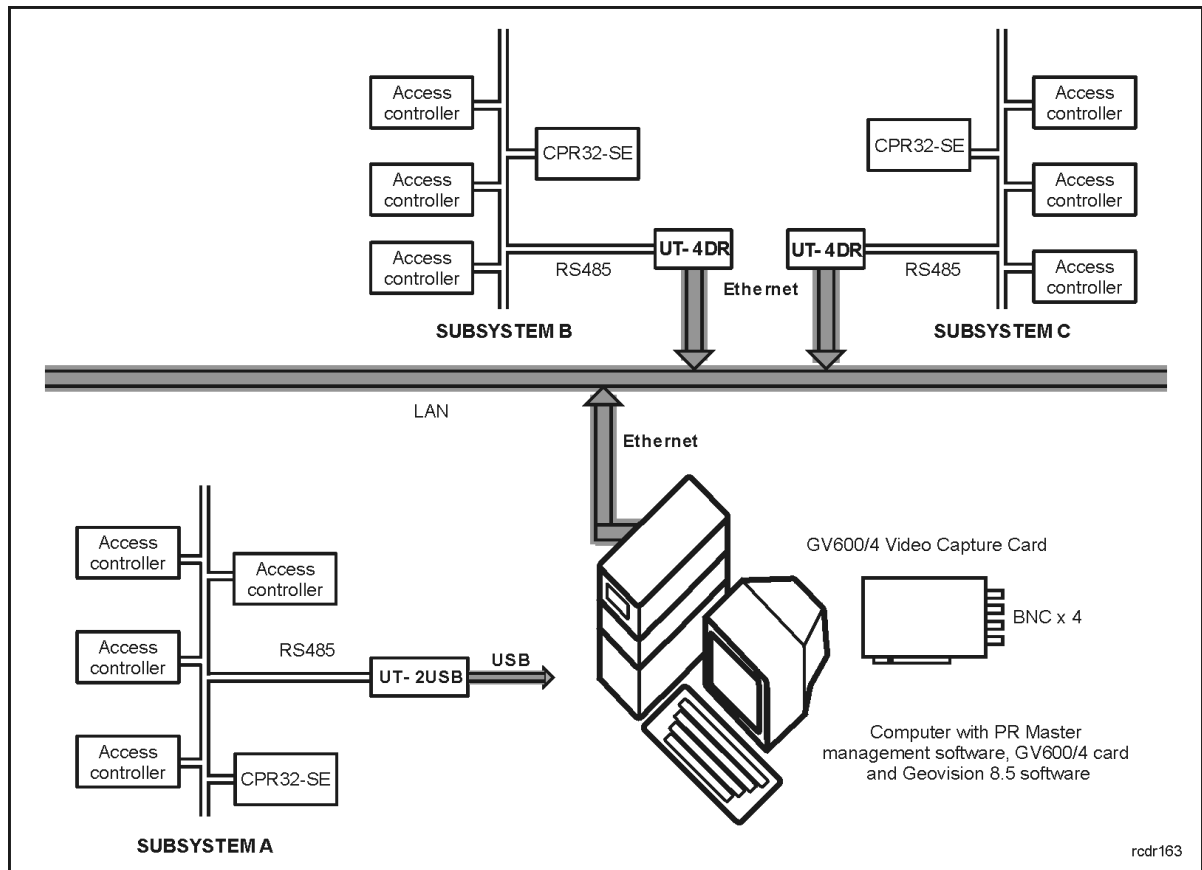 Access
controller
Access
controller
Access
controller
CPR32-SE
UT-4DR
RS485
SUBSYSTEM B
CPR32-SE
Access
controller
Access
controller
Access
controller
UT-4DR
RS485
Ethernet
SUBSYSTEM C
LAN
Ethernet
Access
controller
Access
controller
Access
controller
Access
controller
RS485
UT-2USB
USB
CPR32-SE
SUBSYSTEM A
GV600/4 Video Capture Card
BNC x 4
Computer with PR Master
management software, GV600/4 card
and Geovision 8.5 software
rcdr163